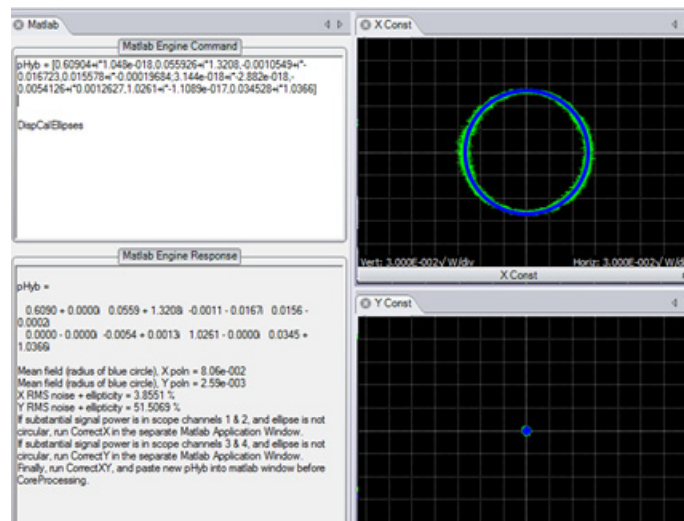 Matlab
Matlab Engine Command
pHyb = [0.60904+i*1.048e-018,0.055926+i*1.3208,-0.0010549+i*-
0.016723,0.015578+i*-0.00019684;3.144e-018+i*-2.882e-018,-
0.0054126+i*0.0012627,1.0261+i*-1.1089e-017,0.034528+i*1.0366]
DispCalEllipses
Matlab Engine Response
pHyb =
0.6090 + 0.0000i 0.0559 + 1.3208i -0.0011 - 0.0167i 0.0156 -
0.0002i
0.0000 - 0.0000i -0.0054 + 0.0013i 1.0261 - 0.0000i 0.0345 +
1.0366i
Mean field (radius of blue circle), X poln = 8.06e-002
Mean field (radius of blue circle), Y poln = 2.59e-003
X RMS noise + ellipticity = 3.8551 %
Y RMS noise + ellipticity = 51.5069 %
If substantial signal power is in scope channels 1 & 2, and ellipse is not
circular, run CorrectX in the separate Matlab Application Window.
If substantial signal power is in scope channels 3 & 4, and ellipse is not
circular, run CorrectY in the separate Matlab Application Window.
Finally, run CorrectXY, and paste new pHyb into matlab window before
CoreProcessing.
X Const
Vert: 3.000E-002√ W/div Horiz: 3.000E-002√ W/div
X Const
Y Const